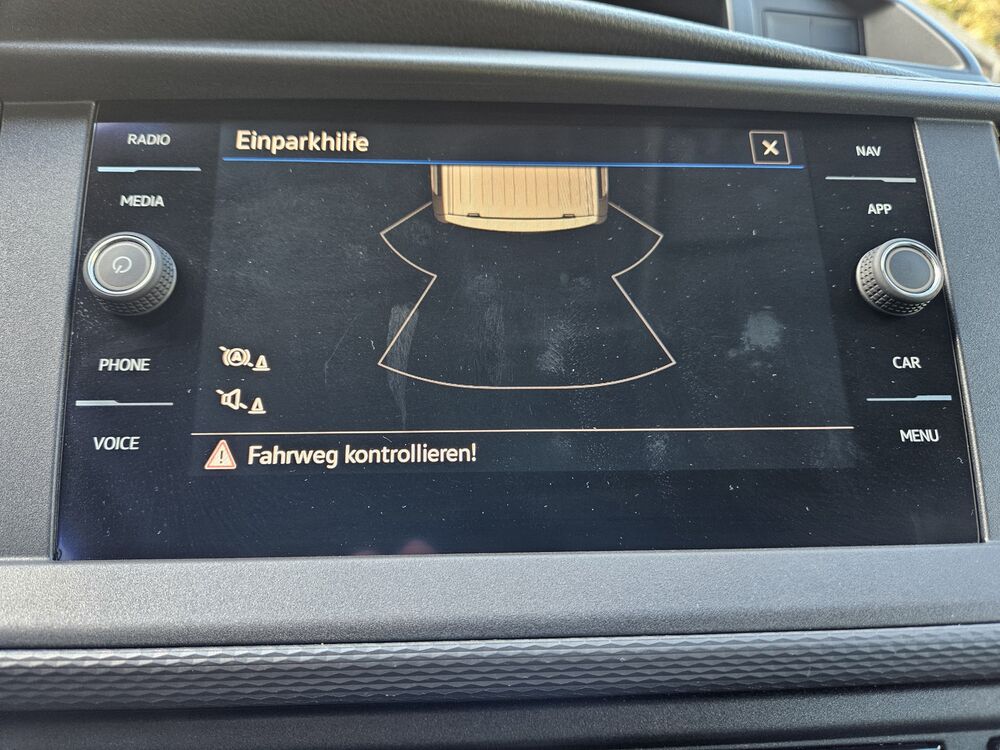 RADIO
MEDIA
PHONE
VOICE
Einparkhilfe
Fahrweg kontrollieren!
NAV
APP
CAR
MENU